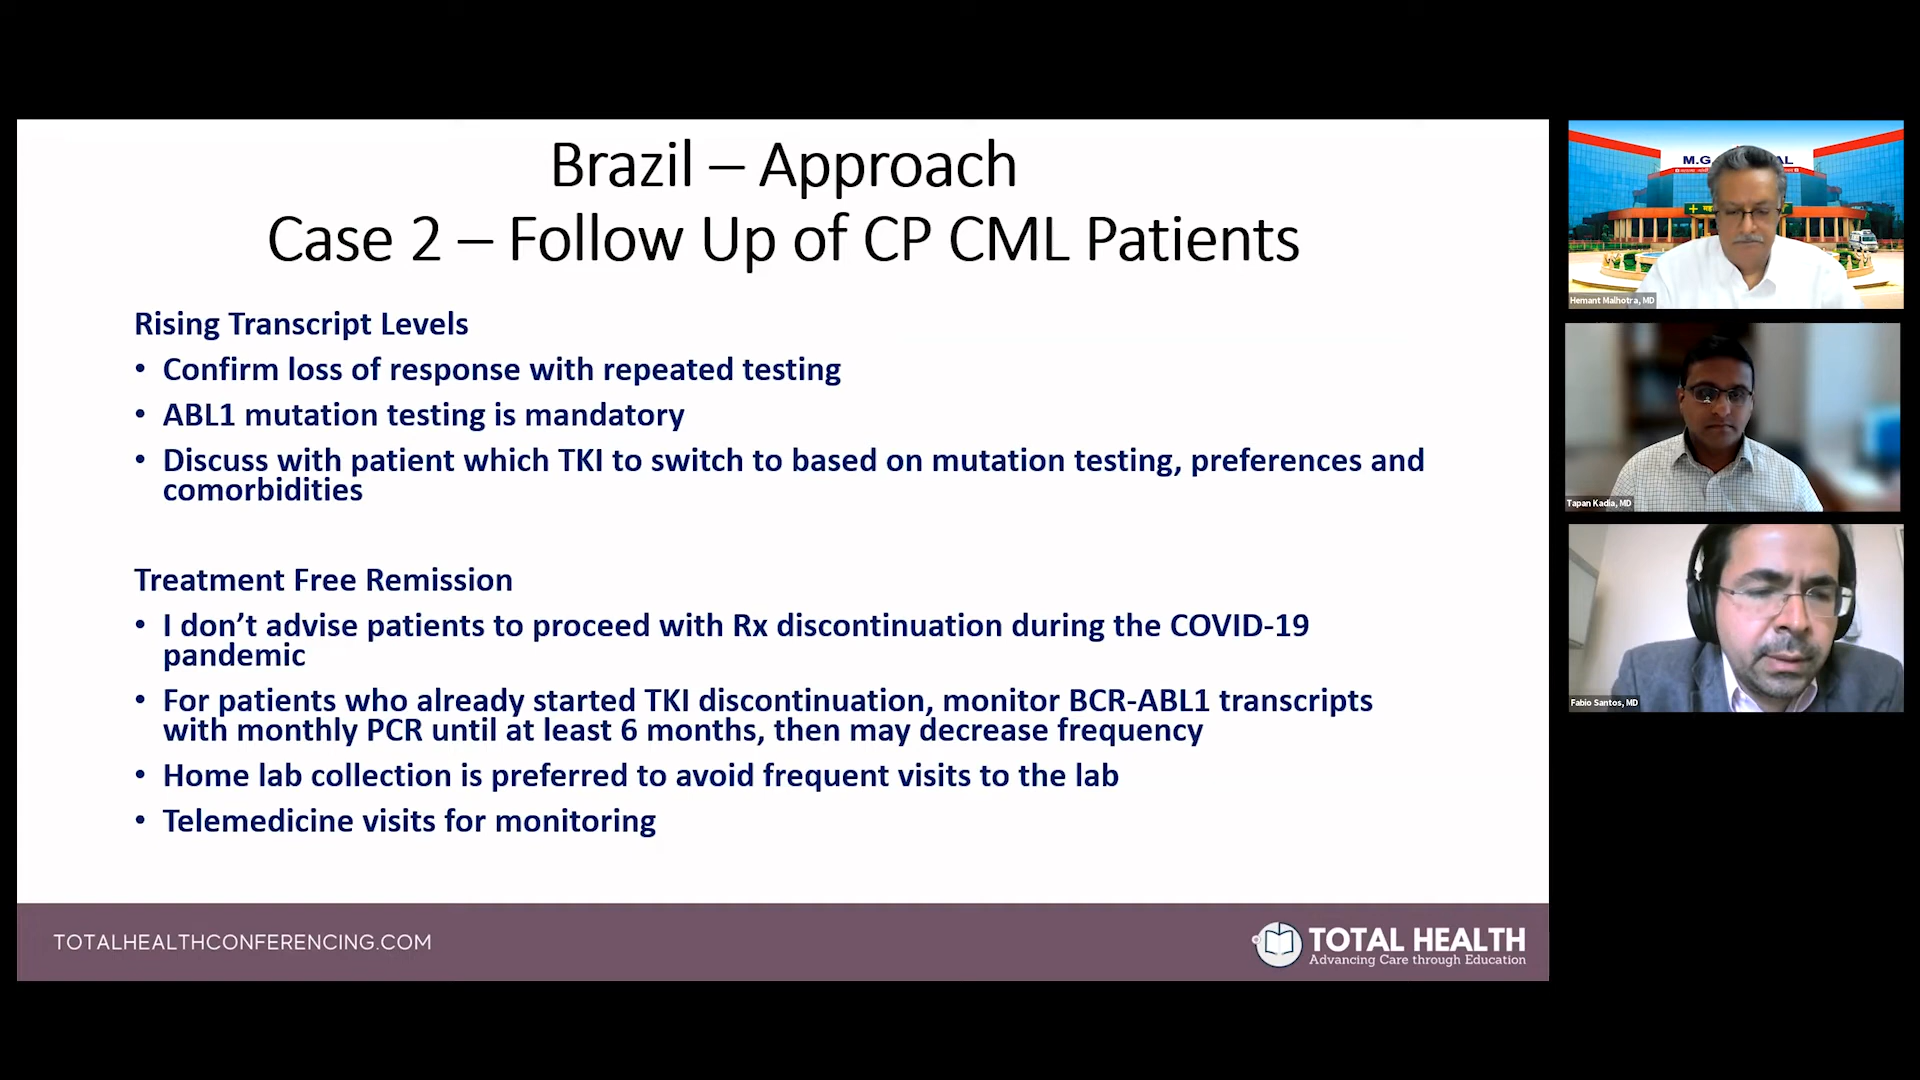 Brazil – Approach
Case 2 – Follow Up of CP CML Patients
Rising Transcript Levels
• Confirm loss of response with repeated testing
• ABL1 mutation testing is mandatory
• Discuss with patient which TKI to switch to based on mutation testing, preferences and
comorbidities
Treatment Free Remission
• I don’t advise patients to proceed with Rx discontinuation during the COVID-19
pandemic
• For patients who already started TKI discontinuation, monitor BCR-ABL1 transcripts
with monthly PCR until at least 6 months, then may decrease frequency
• Home lab collection is preferred to avoid frequent visits to the lab
• Telemedicine visits for monitoring
TOTALHEALTHCONFERENCING.COM
TOTAL HEALTH
Advancing Care through Education
M.G.
AL
Hemant Malhotra, MD
Tapan Kadia, MD
Fabio Santos, MD